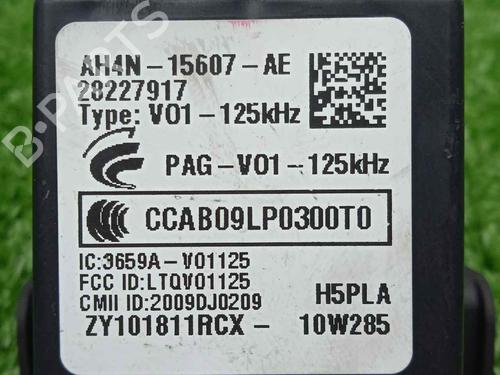 AH4N-15607-AE
28227917
Type: V01-125kHz
PAG-V01-125kHz
CCAB09LP0300T0
IC:3659A-V01125
FCC ID:LTQV01125
CMII ID:2009DJ0209
H5PLA
ZY101811RCX- 10W285
B-PARTS